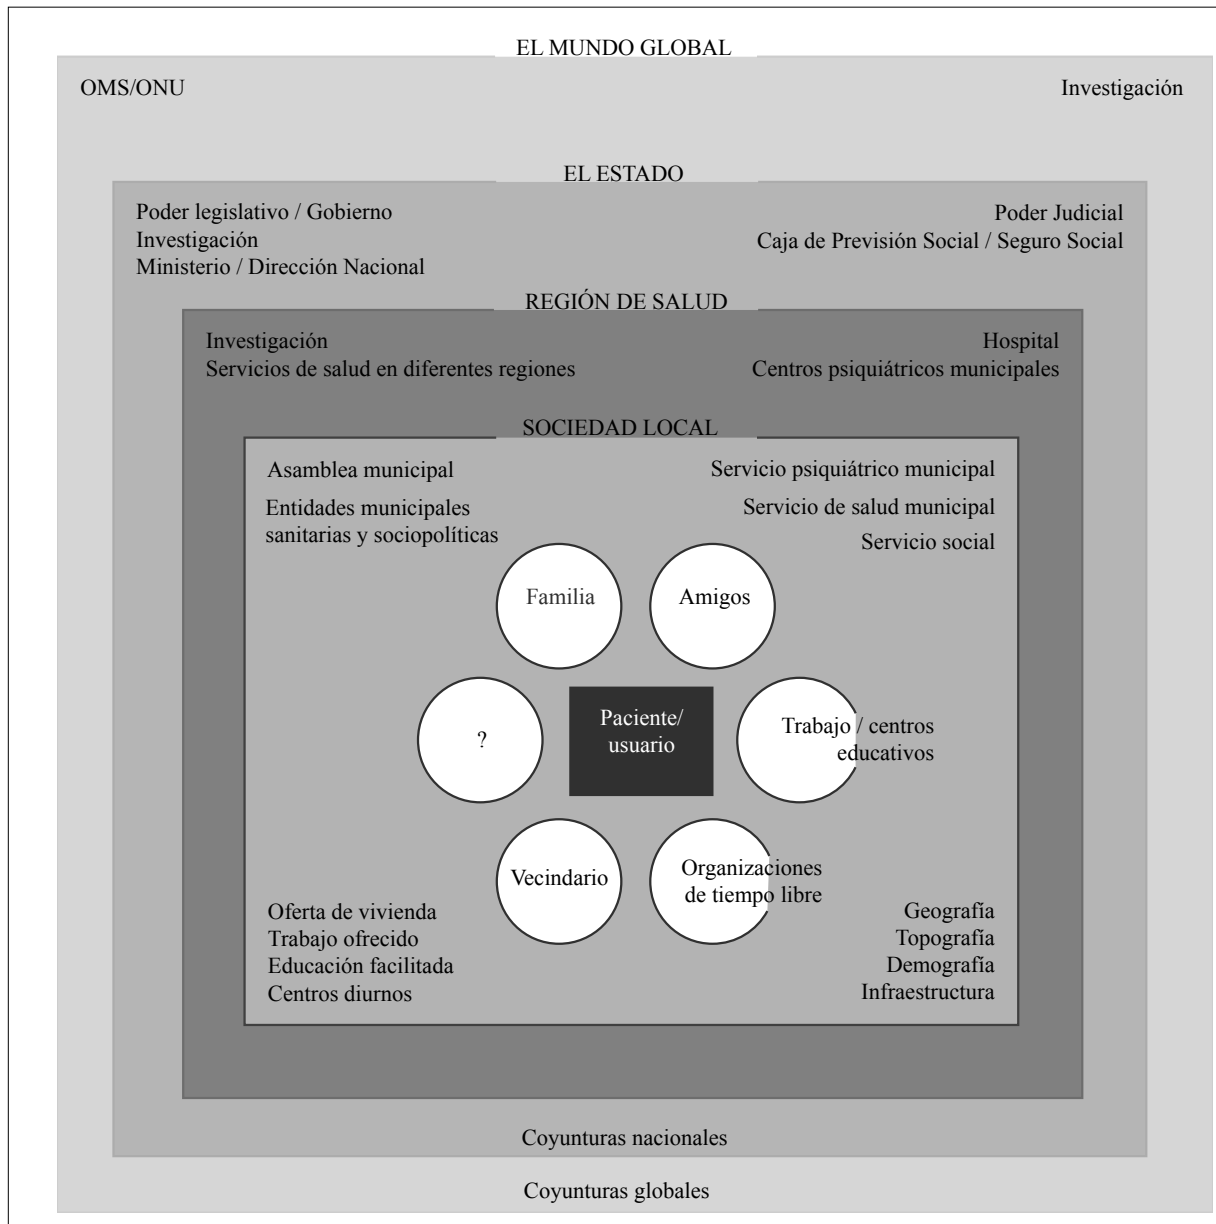 EL MUNDO GLOBAL
OMS/ONU
Investigación
EL ESTADO
Poder legislativo / Gobierno
Investigación
Ministerio / Dirección Nacional
Poder Judicial
Caja de Previsión Social / Seguro Social
REGIÓN DE SALUD
Investigación
Servicios de salud en diferentes regiones
Hospital
Centros psiquiátricos municipales
SOCIEDAD LOCAL
Asamblea municipal
Entidades municipales
sanitarias y sociopolíticas
Servicio psiquiátrico municipal
Servicio de salud municipal
Servicio social
Familia
Amigos
?
Paciente/
usuario
Trabajo / centros
educativos
Vecindario
Organizaciones
de tiempo libre
Oferta de vivienda
Trabajo ofrecido
Educación facilitada
Centros diurnos
Geografía
Topografía
Demografía
Infraestructura
Coyunturas nacionales
Coyunturas globales